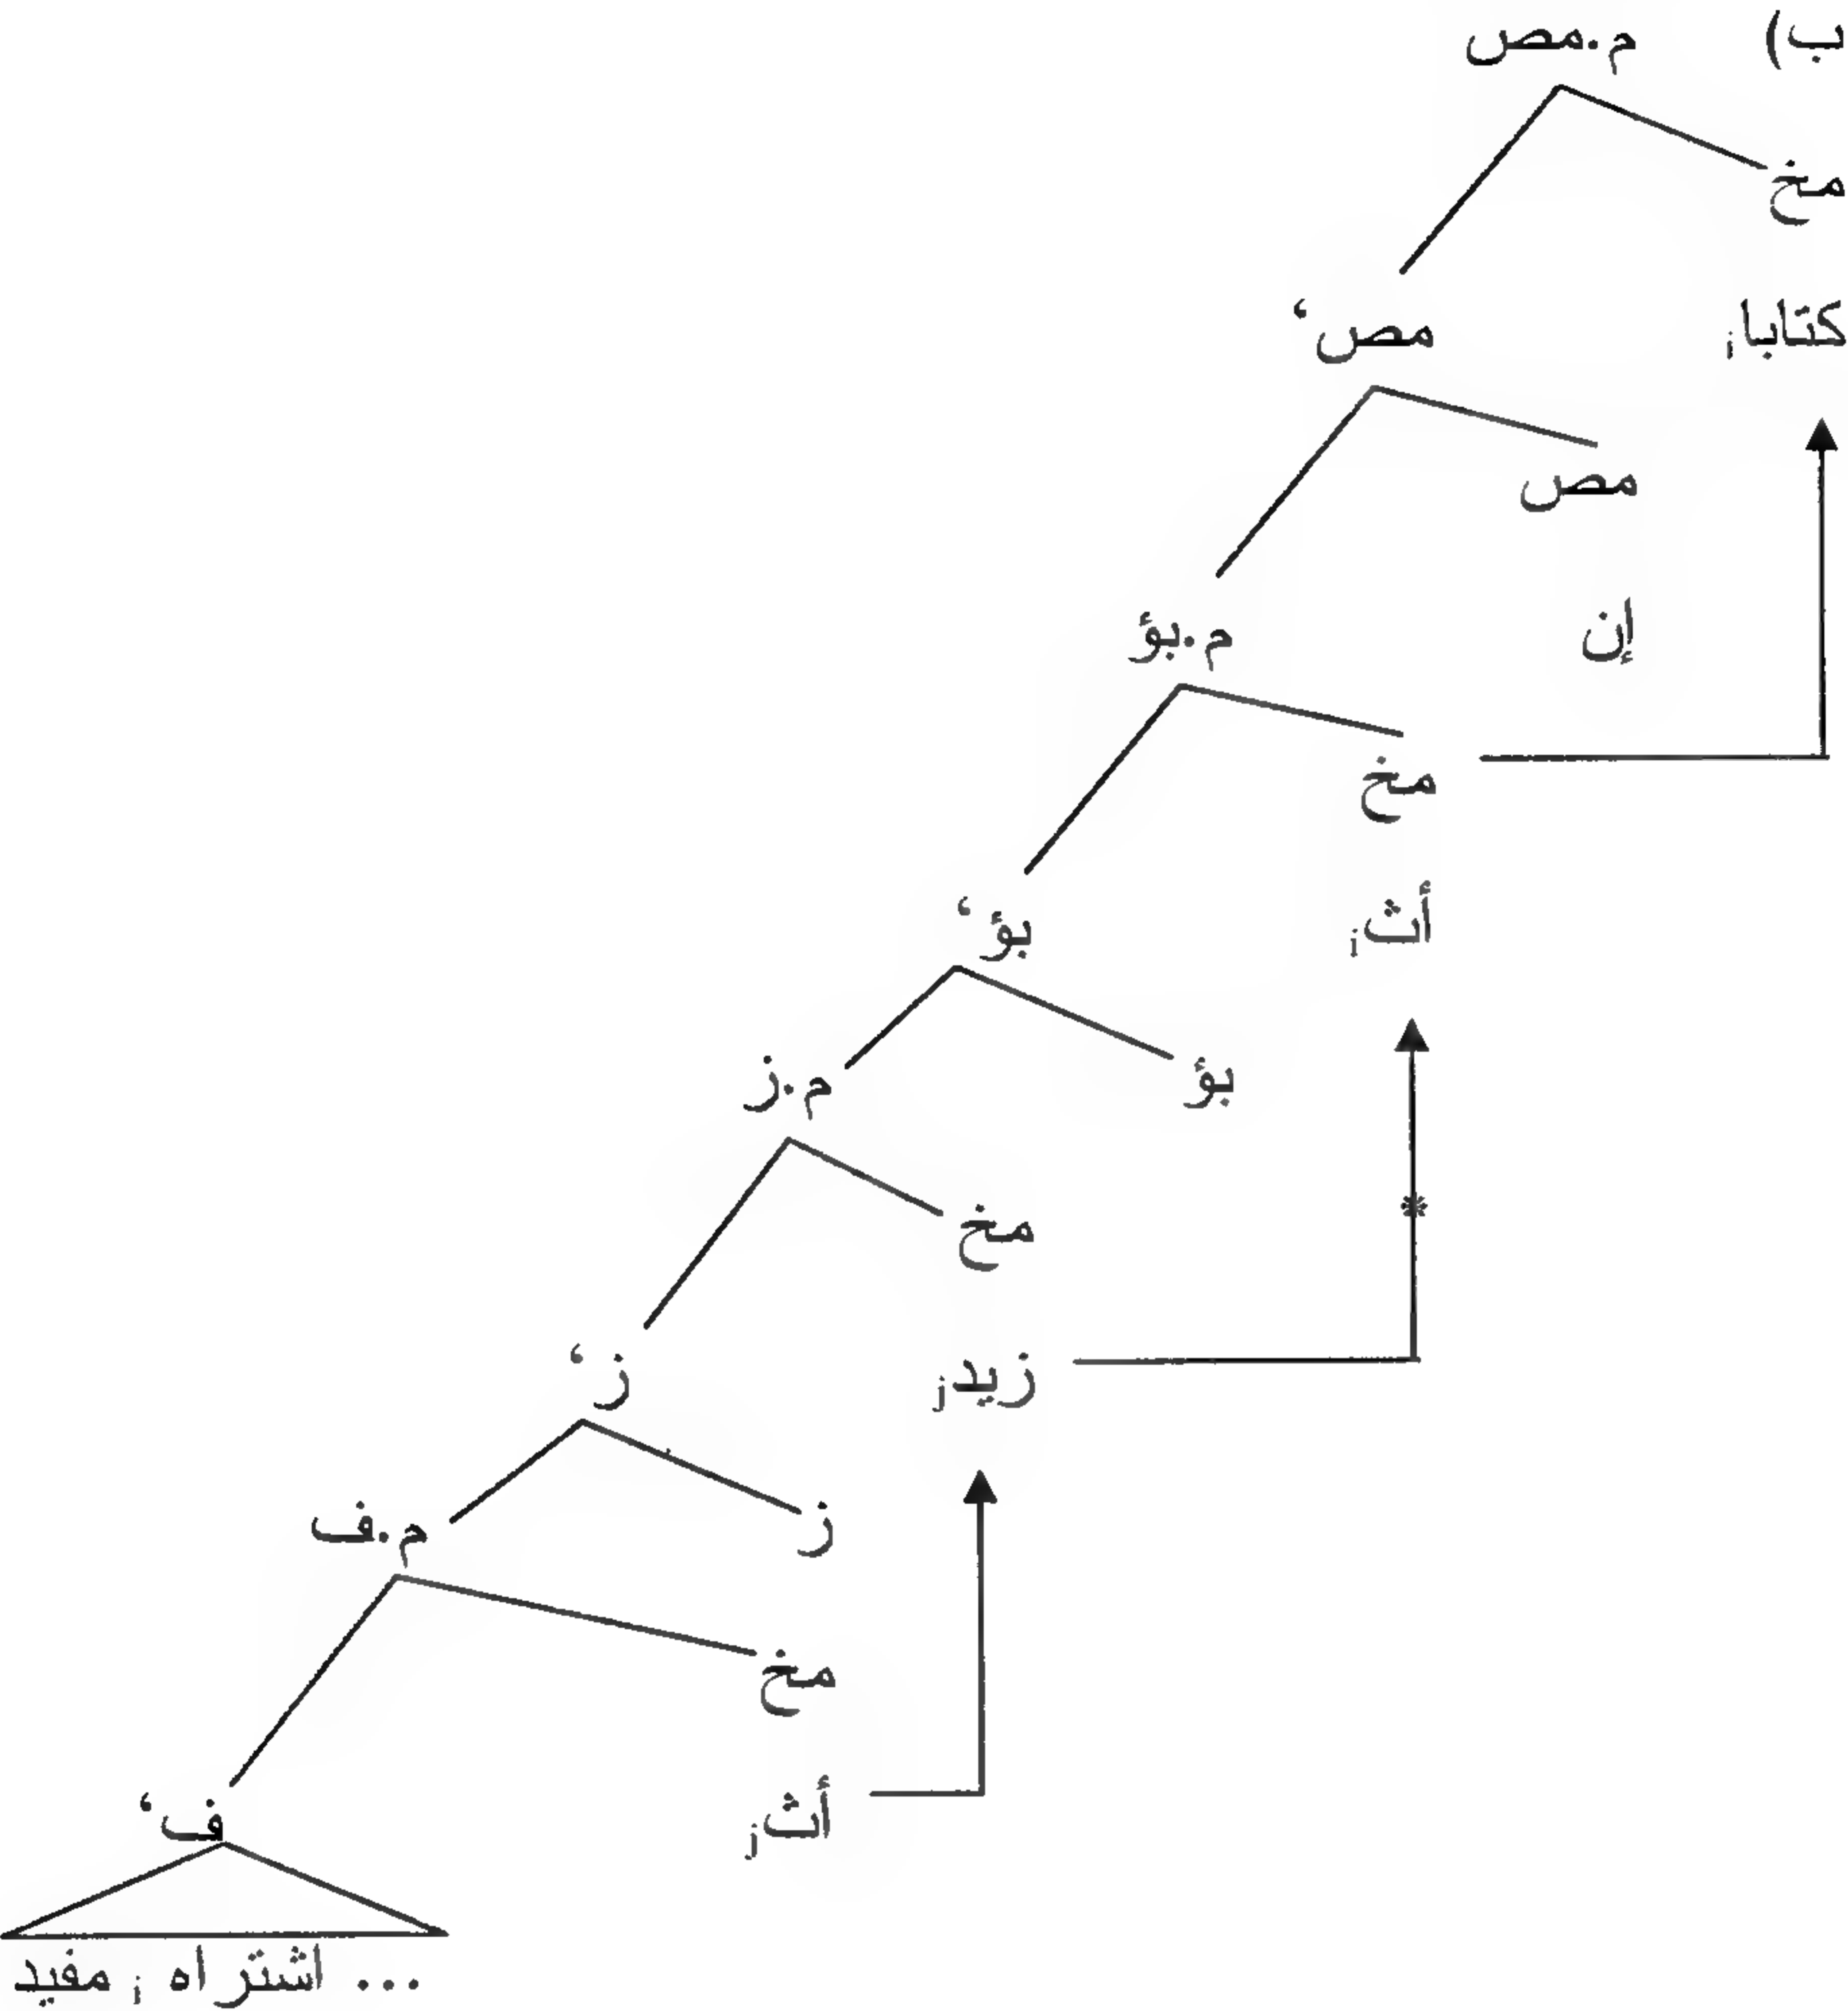 ب) م.مص
مخ
كتاباi مص‘
مص
إن م.بؤ
مخ
أثi بؤ‘
بؤ م.ز
مخ
زيدj ز‘
ز م.ف
مخ
أثj ف‘
... اشتراه i مفيد